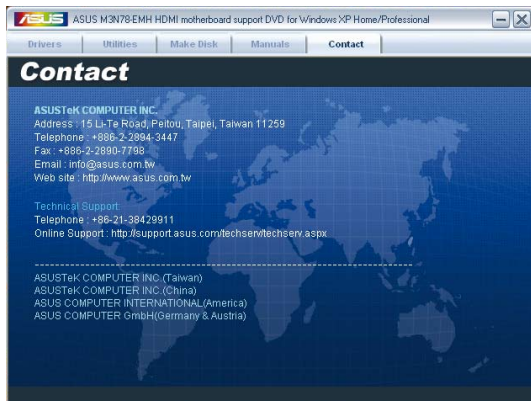 ASUS ASUS M3N78-EMH HDMI motherboard support DVD for Windows XP Home/Professional
Drivers Utilities Make Disk Manuals Contact
Contact
ASUSTeK COMPUTER INC.
Address : 15 Li-Te Road, Peitou, Taipei, Taiwan 11259
Telephone : +886-2-2894-3447
Fax : +886-2-2890-7798
Email : info@asus.com.tw
Web site : http://www.asus.com.tw
Technical Support
Telephone : +86-21-38429911
Online Support : http://support.asus.com/techserv/techserv.aspx
ASUSTeK COMPUTER INC.(Taiwan)
ASUSTeK COMPUTER INC.(China)
ASUS COMPUTER INTERNATIONAL(America)
ASUS COMPUTER GmbH(Germany & Austria)